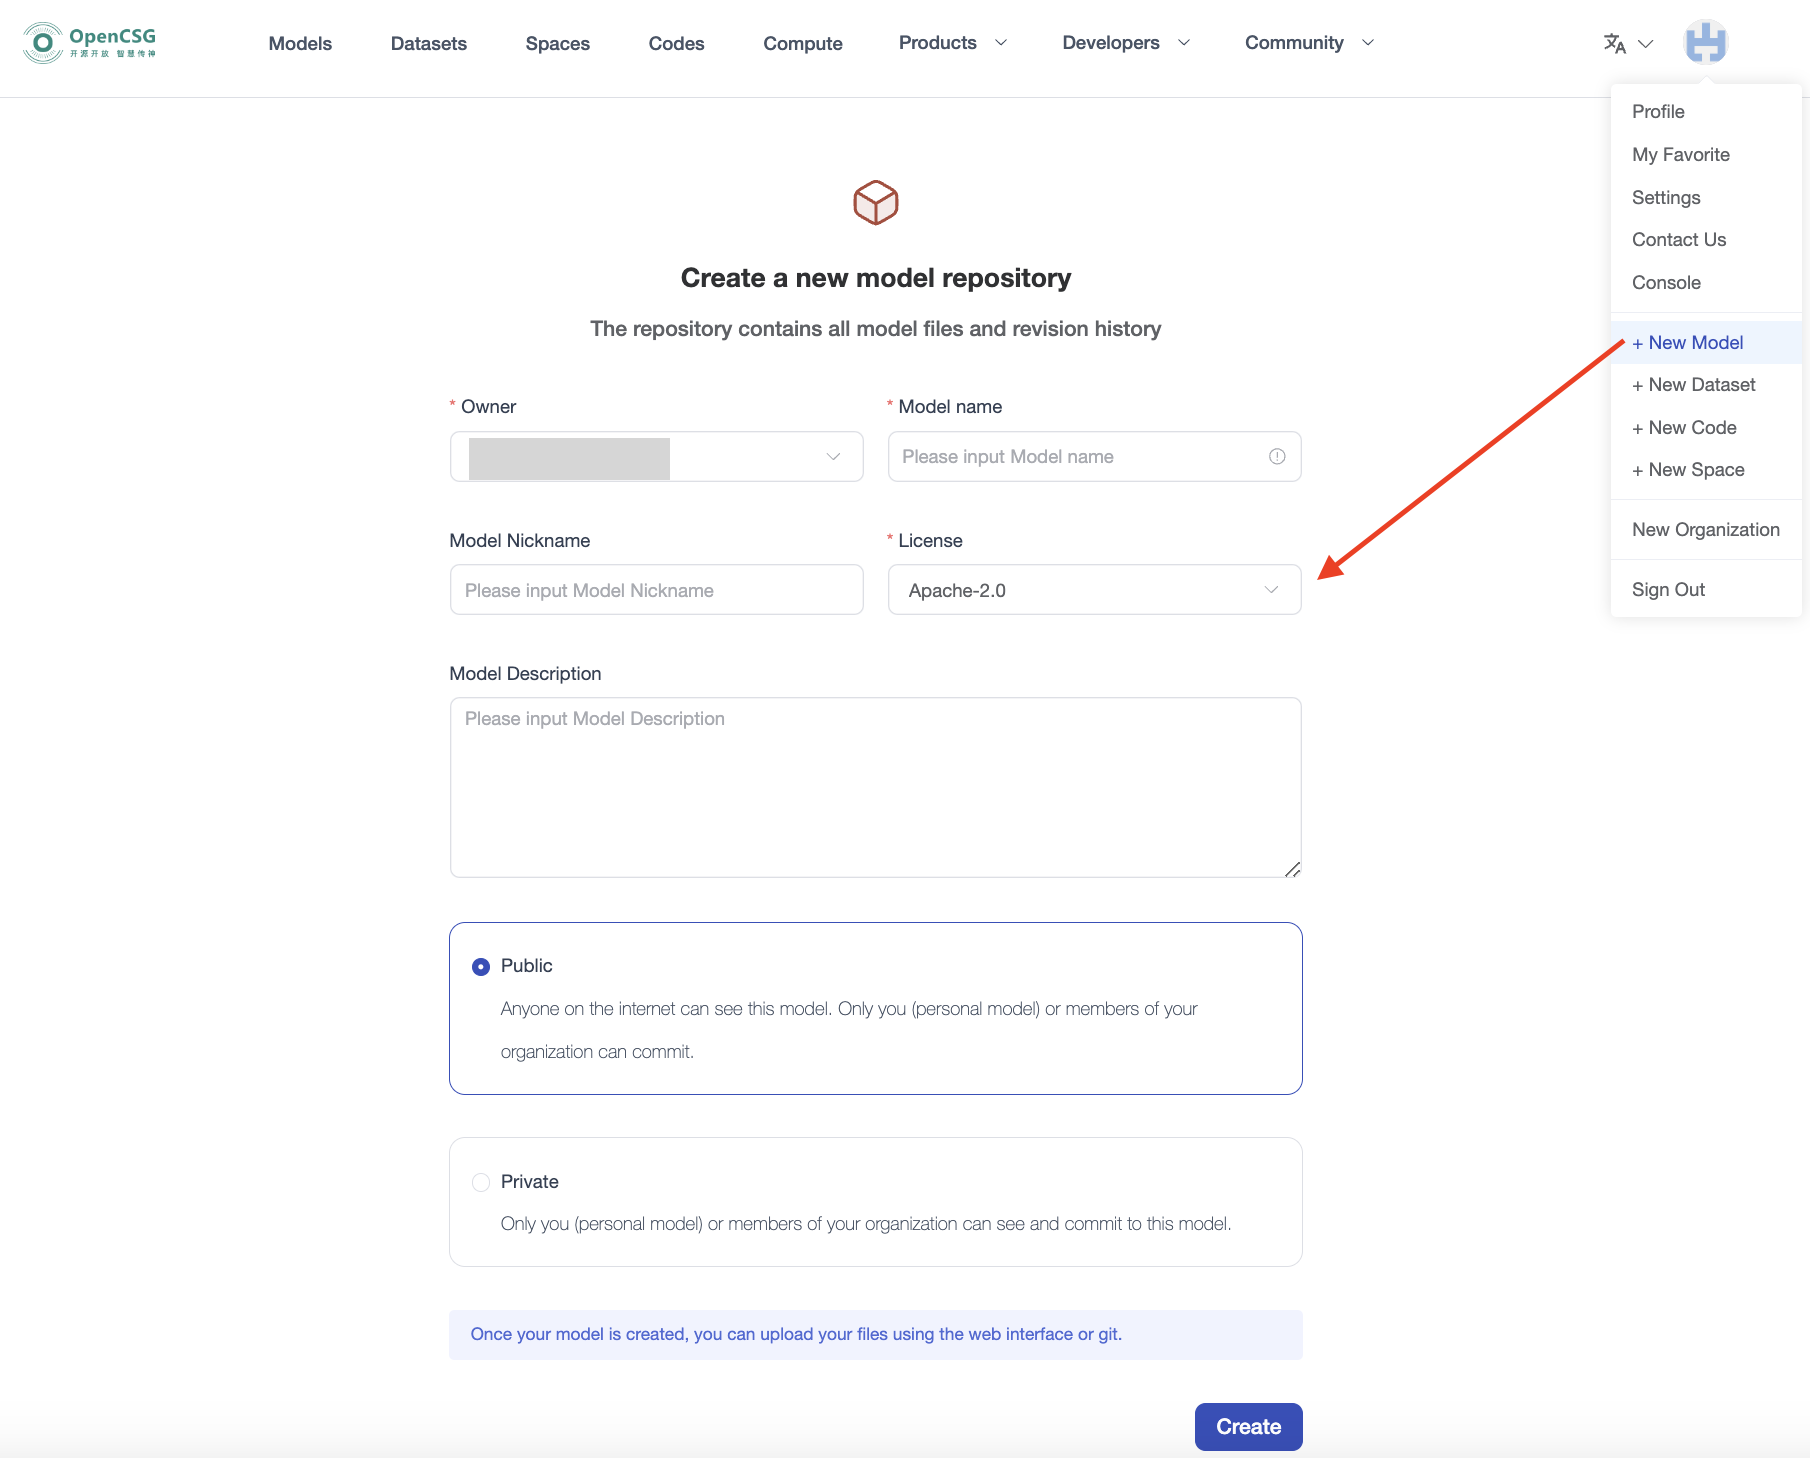 OpenCSG
开源开放 智慧传神
Models
Datasets
Spaces
Codes
Compute
Products
Developers
Community
Profile
My Favorite
Settings
Contact Us
Console
+ New Model
+ New Dataset
+ New Code
+ New Space
New Organization
Sign Out
Create a new model repository
The repository contains all model files and revision history
* Owner
* Model name
Please input Model name
Model Nickname
* License
Please input Model Nickname
Apache-2.0
Model Description
Please input Model Description
Public
Anyone on the internet can see this model. Only you (personal model) or members of your
organization can commit.
Private
Only you (personal model) or members of your organization can see and commit to this model.
Once your model is created, you can upload your files using the web interface or git.
Create